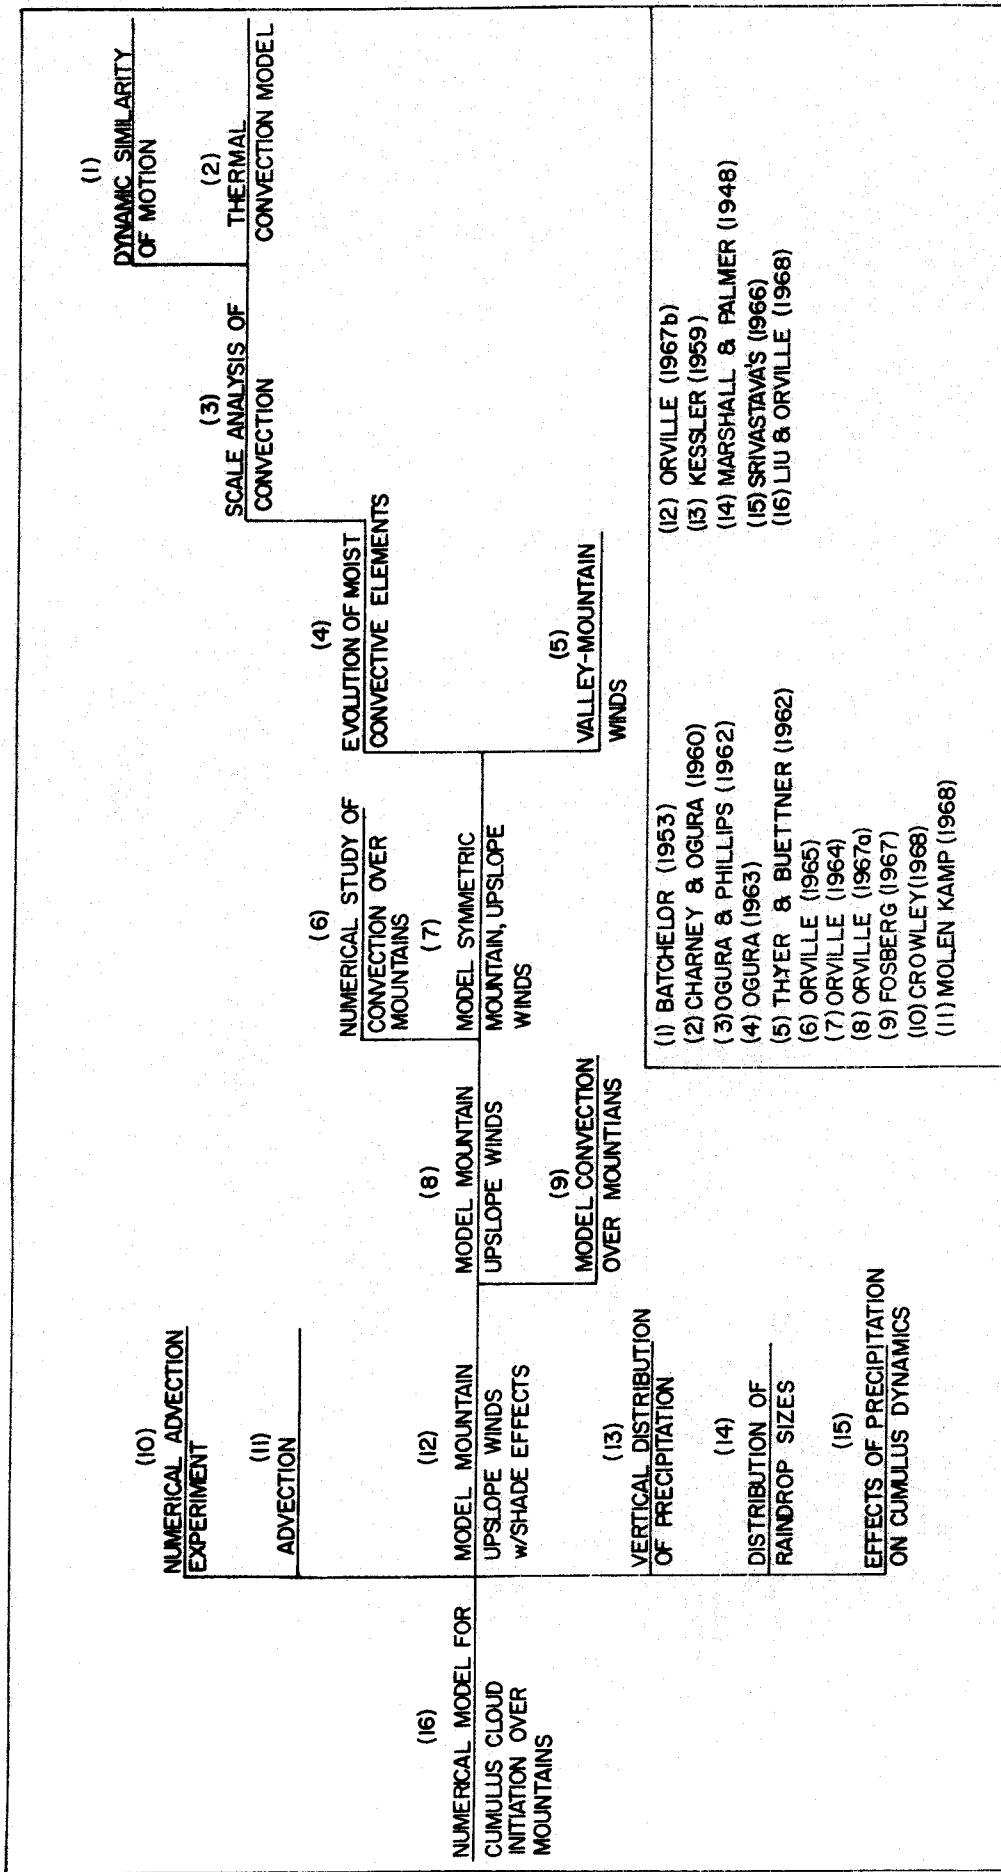 (1)
DYNAMIC SIMILARITY
OF MOTION
(2)
THERMAL
CONVECTION MODEL
(3)
SCALE ANALYSIS OF
CONVECTION
(4)
EVOLUTION OF MOIST
CONVECTIVE ELEMENTS
(5)
VALLEY-MOUNTAIN
WINDS
(6)
NUMERICAL STUDY OF
CONVECTION OVER
MOUNTAINS
(7)
MODEL SYMMETRIC
MOUNTAIN, UPSLOPE
WINDS
(8)
MODEL MOUNTAIN
UPSLOPE WINDS
(9)
MODEL CONVECTION
OVER MOUNTIANS
(10)
NUMERICAL ADVECTION
EXPERIMENT
(11)
ADVECTION
(12)
MODEL MOUNTAIN
UPSLOPE WINDS
w/SHADE EFFECTS
(13)
VERTICAL DISTRIBUTION
OF PRECIPITATION
(14)
DISTRIBUTION OF
RAINDROP SIZES
(15)
EFFECTS OF PRECIPITATION
ON CUMULUS DYNAMICS
(16)
NUMERICAL MODEL FOR
CUMULUS CLOUD
INITIATION OVER
MOUNTAINS
(1) BATCHELOR (1953)
(2) CHARNEY & OGURA (1960)
(3) OGURA & PHILLIPS (1962)
(4) OGURA (1963)
(5) THYER & BUETTNER (1962)
(6) ORVILLE (1965)
(7) ORVILLE (1964)
(8) ORVILLE (1967a)
(9) FOSBERG (1967)
(10) CROWLEY (1968)
(11) MOLEN KAMP (1968)
(12) ORVILLE (1967b)
(13) KESSLER (1959)
(14) MARSHALL & PALMER (1948)
(15) SRIVASTAVA'S (1966)
(16) LIU & ORVILLE (1968)